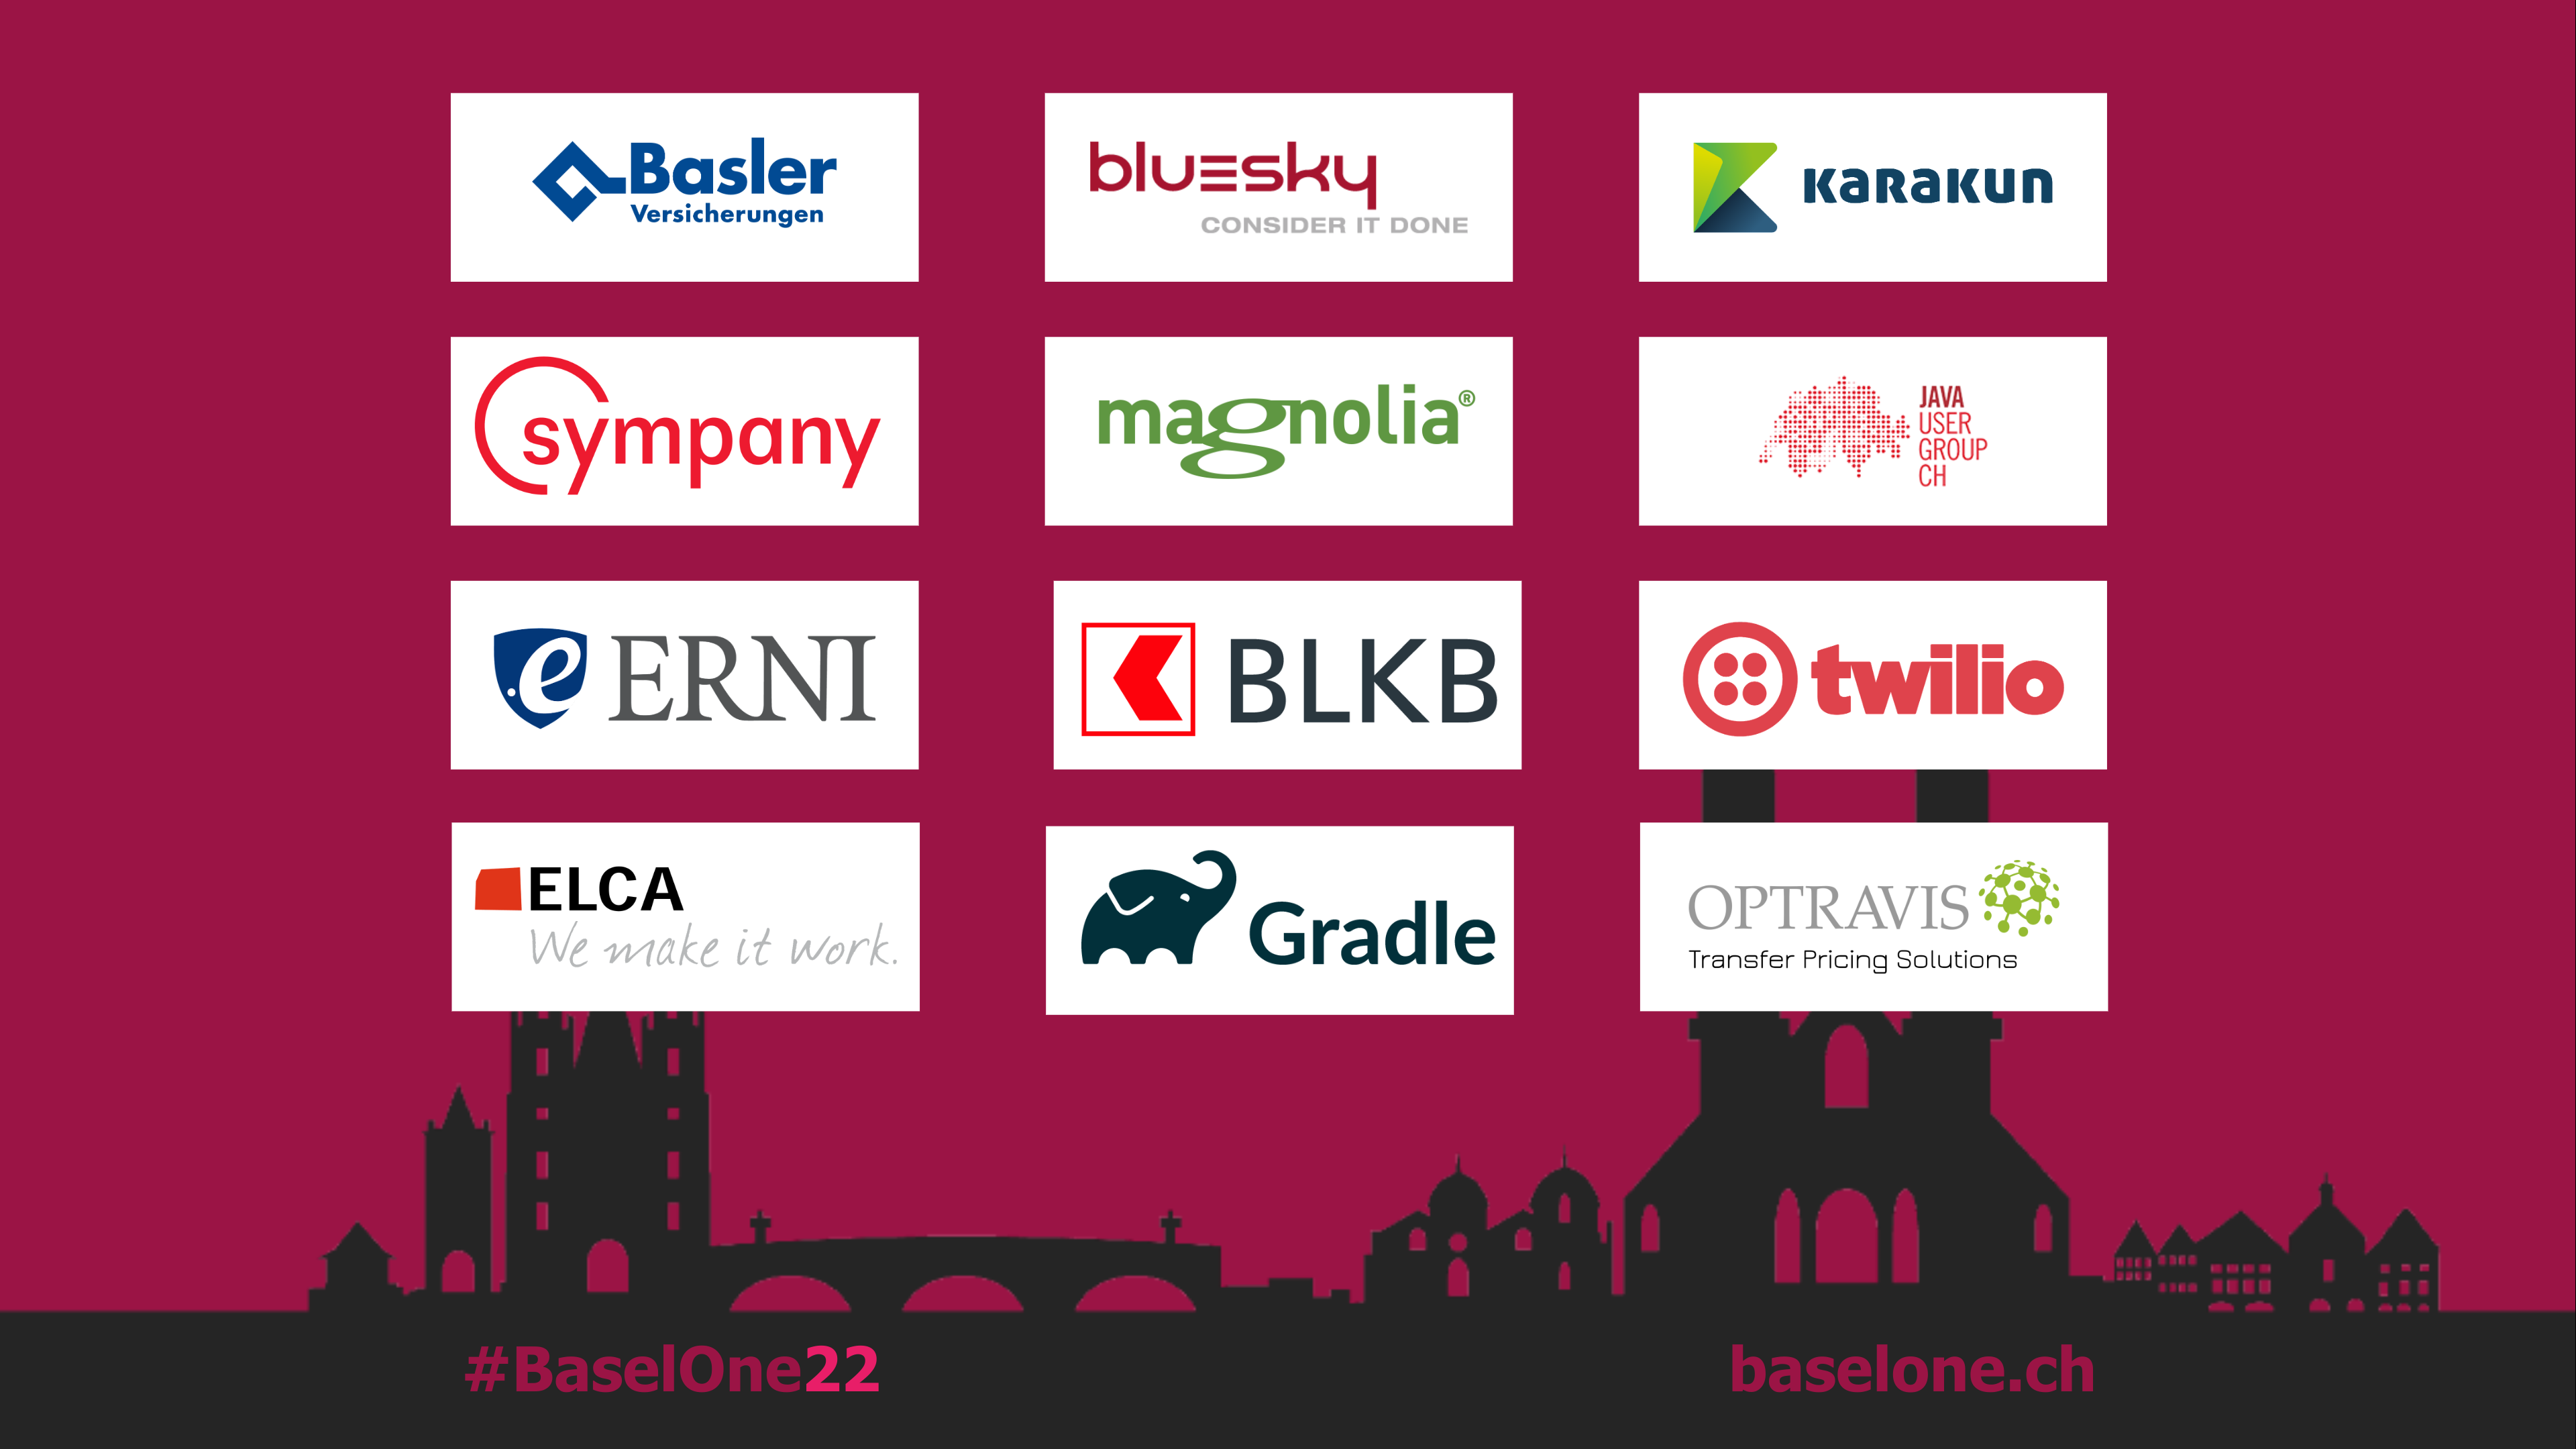 Basler
Versicherungen
bluesky
CONSIDER IT DONE
KARAKUN
sympany
magnolia®
JAVA
USER
GROUP
CH
e ERNI
BLKB
twilio
ELCA
We make it work.
Gradle
OPTRAVIS
Transfer Pricing Solutions
#BaselOne22
baselone.ch